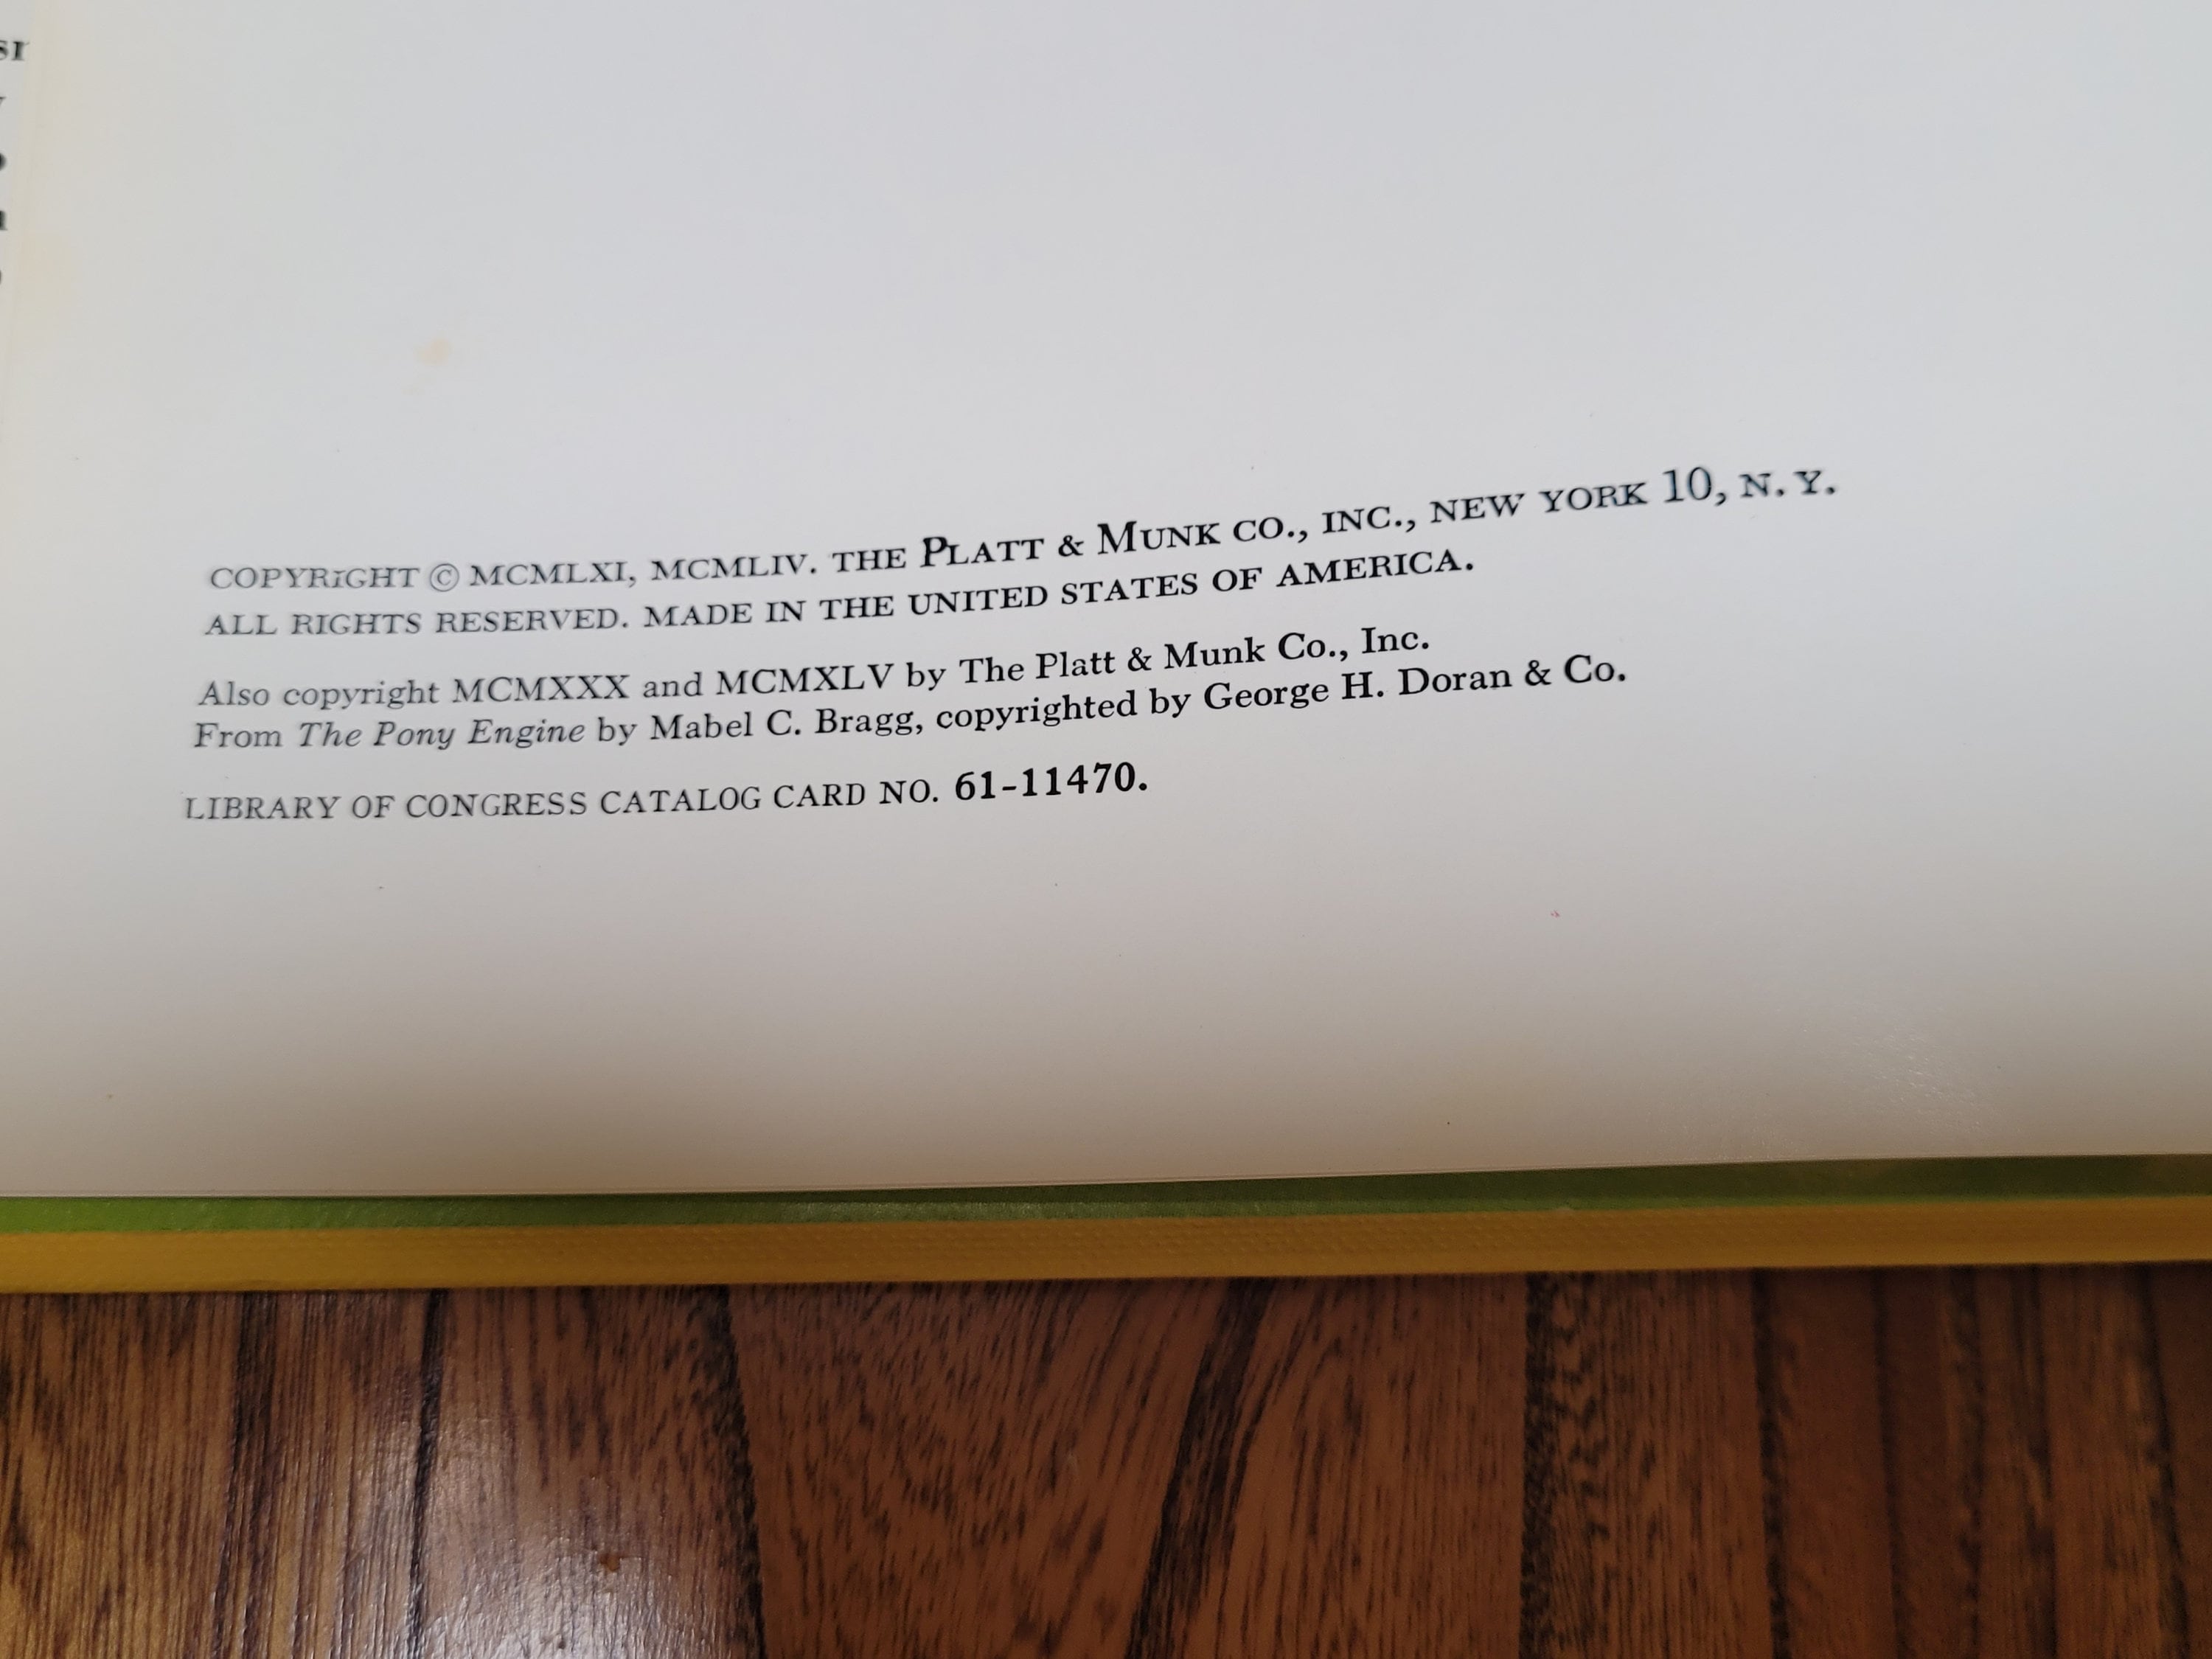 COPYRiGHT © MCMLXI, MCMLIV. THE PLATT & MUNK CO., INC., NEW YORK 10, N. Y.
ALL RIGHTS RESERVED. MADE IN THE UNITED STATES OF AMERICA.
Also copyright MCMXXX and MCMXLV by The Platt & Munk Co., Inc.
From The Pony Engine by Mabel C. Bragg, copyrighted by George H. Doran & Co.
LIBRARY OF CONGRESS CATALOG CARD NO. 61-11470.